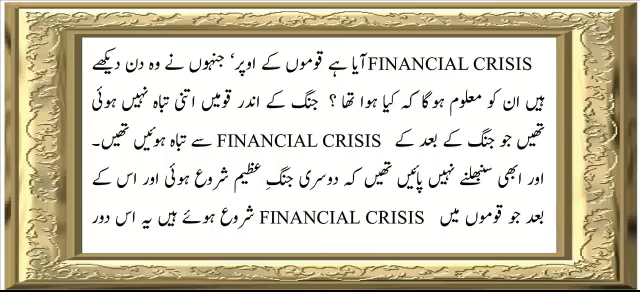 FINANCIAL CRISIS آیا ہے قوموں کے اوپر‘ جنہوں نے وہ دن دیکھے
ہیں ان کو معلوم ہو گا کہ کیا ہوا تھا ؟ جنگ کے اندر قومیں اتنی تباہ نہیں ہوئی
تھیں جو جنگ کے بعد کے FINANCIAL CRISIS سے تباہ ہوئیں تھیں۔
اور ابھی سنبھلنے نہیں پائیں تھیں کہ دوسری جنگِ عظیم شروع ہوئی اور اس کے
بعد جو قوموں میں FINANCIAL CRISIS شروع ہوئے ہیں یہ اس دور